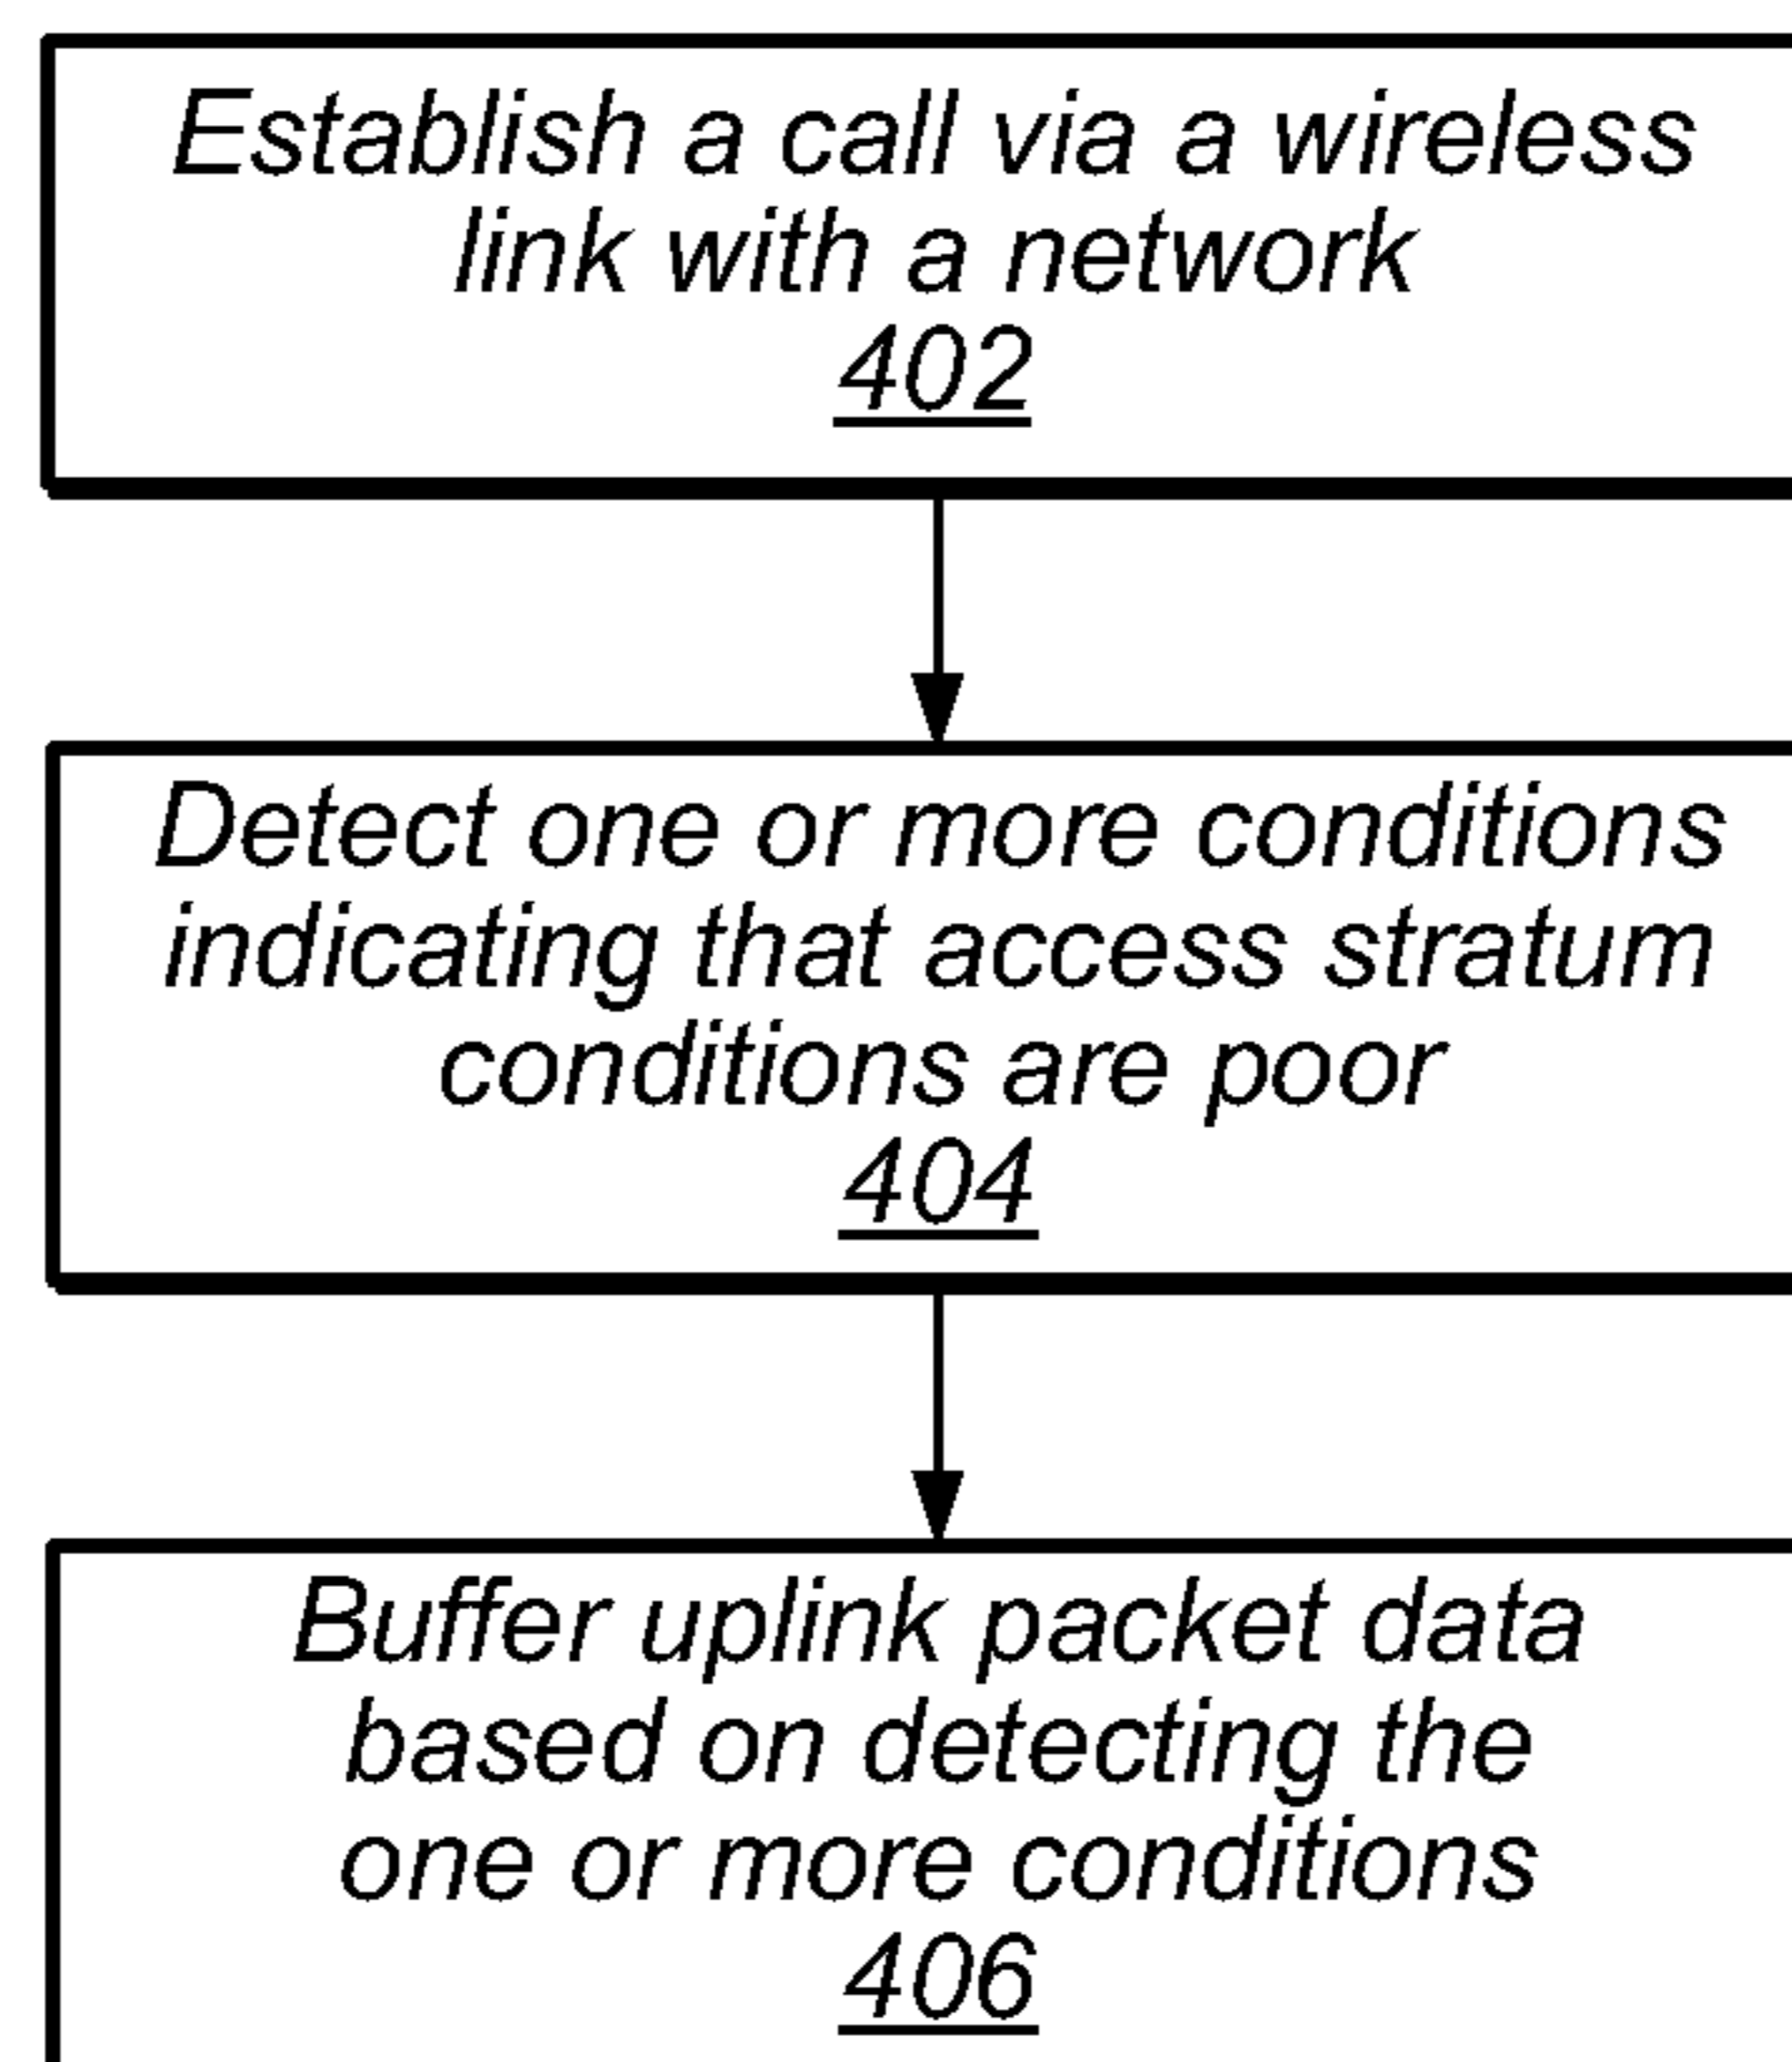 Establish a call via a wireless
link with a network
402
Detect one or more conditions
indicating that access stratum
conditions are poor
404
Buffer uplink packet data
based on detecting the
one or more conditions
406